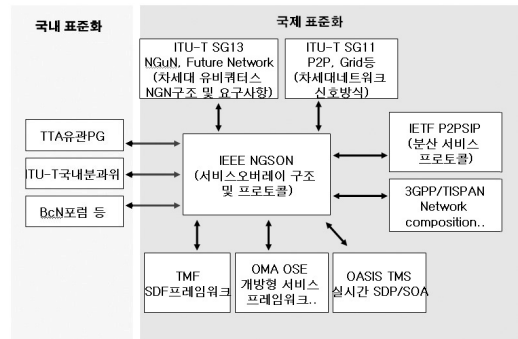 국내 표준화
국제 표준화
ITU-T SG13
NGuN, Future Network
(차세대 유비쿼터스
NGN구조 및 요구사항)
ITU-T SG11
P2P, Grid등
(차세대네트워크
신호방식)
TTA유관PG
ITU-T국내분과위
BcN포럼 등
IEEE NGSON
(서비스오버레이 구조
및 프로토콜)
IETF P2PSIP
(분산 서비스
프로토콜)
3GPP/TISPAN
Network
composition..
TMF
SDF프레임워크
OMA OSE
개방형 서비스
프레임워크..
OASIS TMS
실시간 SDP/SOA